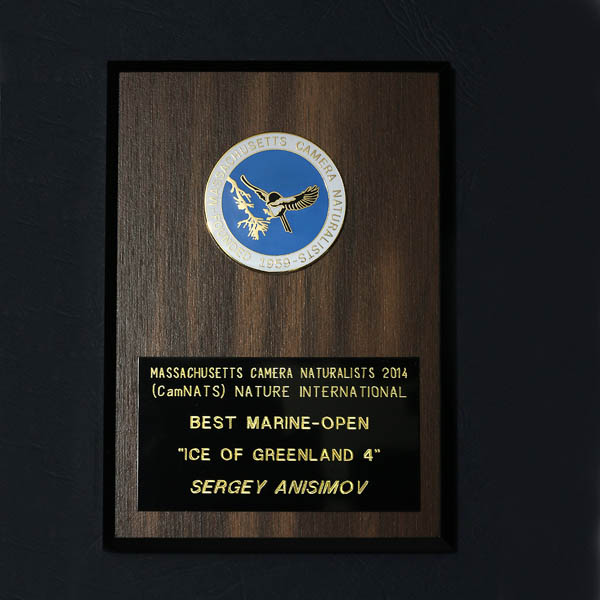 MASSACHUSETTS CAMERA NATURALISTS
ORGANIZED 1959
MASSACHUSETTS CAMERA NATURALISTS 2014
(CamNATS) NATURE INTERNATIONAL
BEST MARINE-OPEN
"ICE OF GREENLAND 4"
SERGEY ANISIMOV